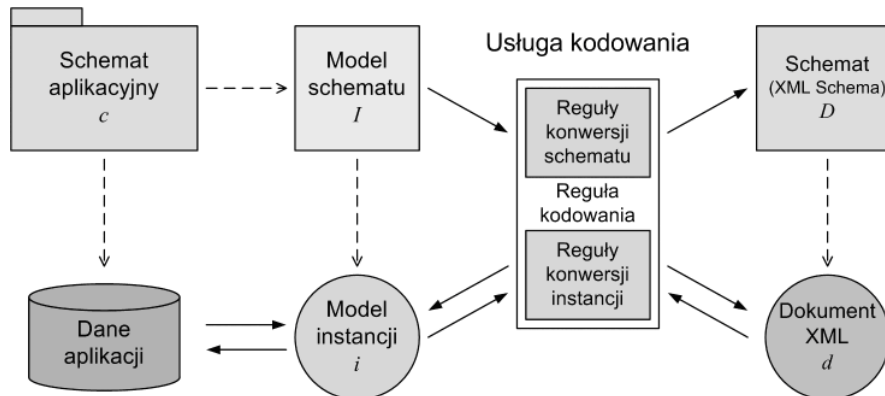 Schemat
aplikacyjny
c
Model
schematu
I
Usługa kodowania
Reguły
konwersji
schematu
Reguła
kodowania
Reguły
konwersji
instancji
Schemat
(XML Schema)
D
Dane
aplikacji
Model
instancji
i
Dokument
XML
d